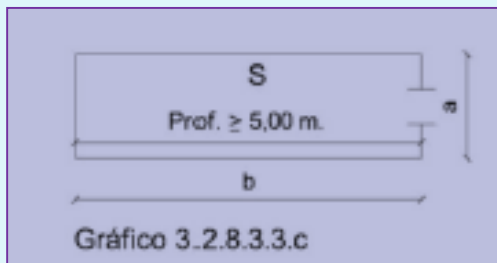 S
Prof. ≥ 5,00 m.
a
b
Gráfico 3.2.8.3.3.c